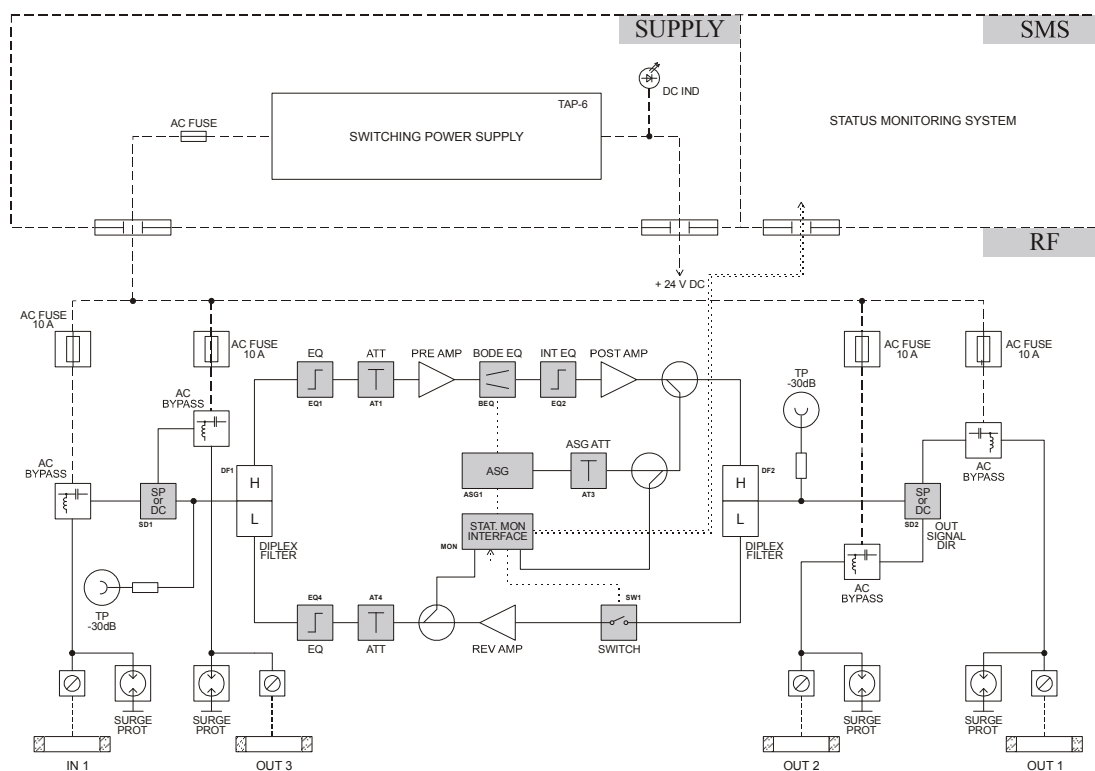 SUPPLY
SMS
TAP-6
DC IND
AC FUSE
SWITCHING POWER SUPPLY
STATUS MONITORING SYSTEM
RF
+ 24 V DC
AC FUSE
10 A
AC FUSE
10 A
AC FUSE
10 A
AC FUSE
10 A
EQ
EQ1
ATT
AT1
PRE AMP
BODE EQ
BEQ
INT EQ
EQ2
POST AMP
TP
-30dB
AC
BYPASS
AC
BYPASS
AC
BYPASS
ASG ATT
AT3
ASG
ASG1
DF1
H
L
DIPLEX
FILTER
DF2
H
L
DIPLEX
FILTER
SP
or
DC
SD1
SP
or
DC
SD2
OUT
SIGNAL
DIR
STAT. MON
INTERFACE
MON
AC
BYPASS
TP
-30dB
EQ4
EQ
AT4
ATT
REV AMP
SW1
SWITCH
SURGE
PROT
SURGE
PROT
SURGE
PROT
SURGE
PROT
IN 1
OUT 3
OUT 2
OUT 1